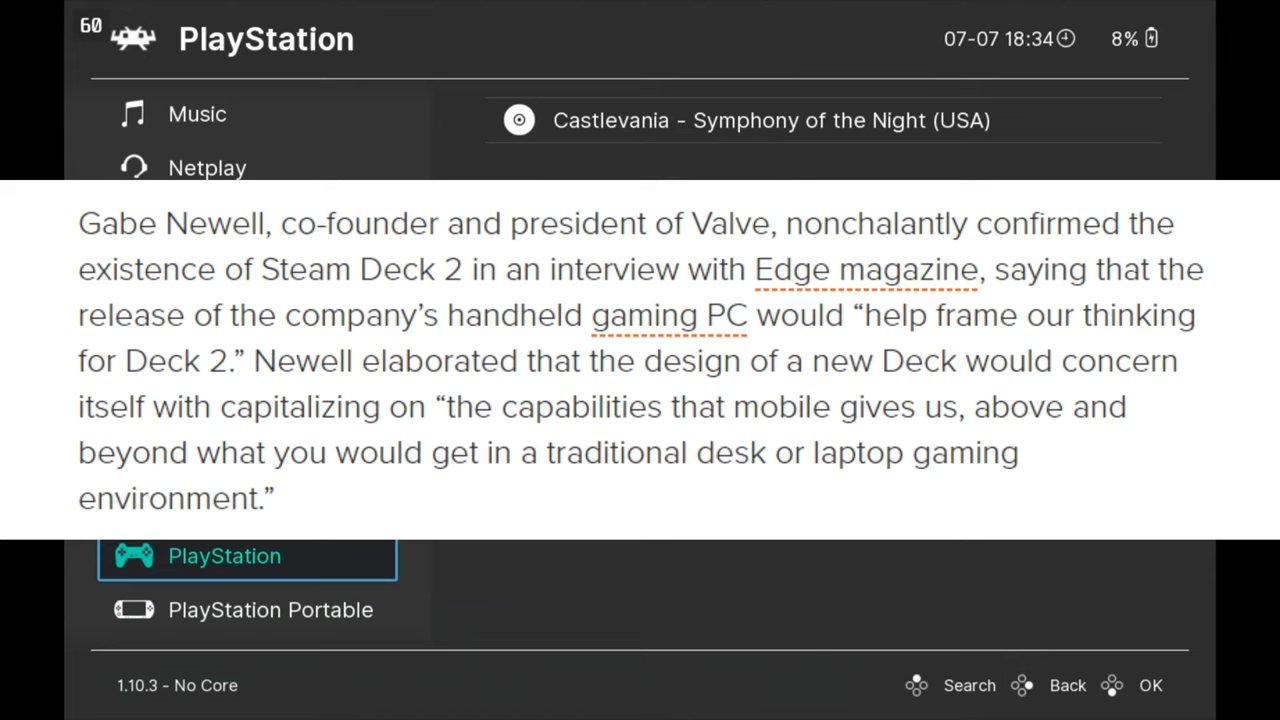 60
PlayStation
07-07 18:34
8%
Music
Castlevania - Symphony of the Night (USA)
Netplay
Gabe Newell, co-founder and president of Valve, nonchalantly confirmed the
existence of Steam Deck 2 in an interview with Edge magazine, saying that the
release of the company’s handheld gaming PC would “help frame our thinking
for Deck 2.” Newell elaborated that the design of a new Deck would concern
itself with capitalizing on “the capabilities that mobile gives us, above and
beyond what you would get in a traditional desk or laptop gaming
environment.”
PlayStation
PlayStation Portable
1.10.3 - No Core
Search
Back
OK